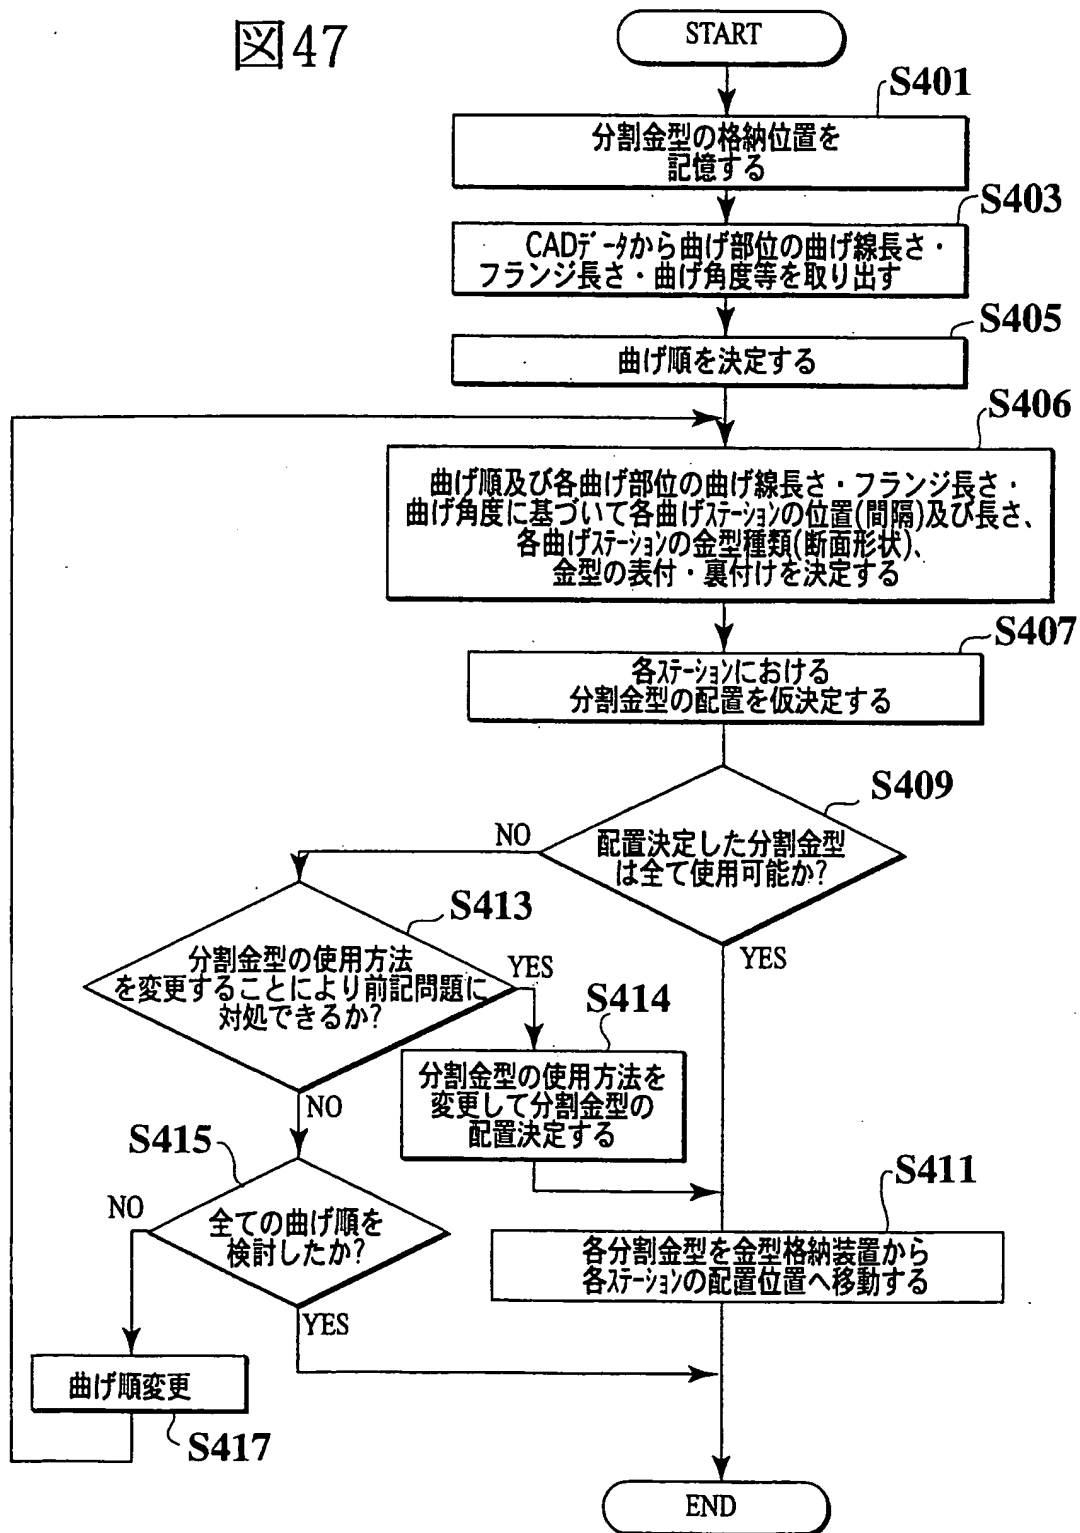 図47
START
S401
分割金型の格納位置を
記憶する
S403
CADデータから曲げ部位の曲げ線長さ・
フランジ長さ・曲げ角度等を取り出す
S405
曲げ順を決定する
S406
曲げ順及び各曲げ部位の曲げ線長さ・フランジ長さ・
曲げ角度に基づいて各曲げステーションの位置(間隔)及び長さ、
各曲げステーションの金型種類(断面形状)、
金型の表付・裏付けを決定する
S407
各ステーションにおける
分割金型の配置を仮決定する
S409
配置決定した分割金型
は全て使用可能か?
NO
YES
S413
分割金型の使用方法
を変更することにより前記問題に
対処できるか?
YES
NO
S414
分割金型の使用方法を
変更して分割金型の
配置決定する
S415
全ての曲げ順を
検討したか?
NO
YES
S411
各分割金型を金型格納装置から
各ステーションの配置位置へ移動する
曲げ順変更
S417
END